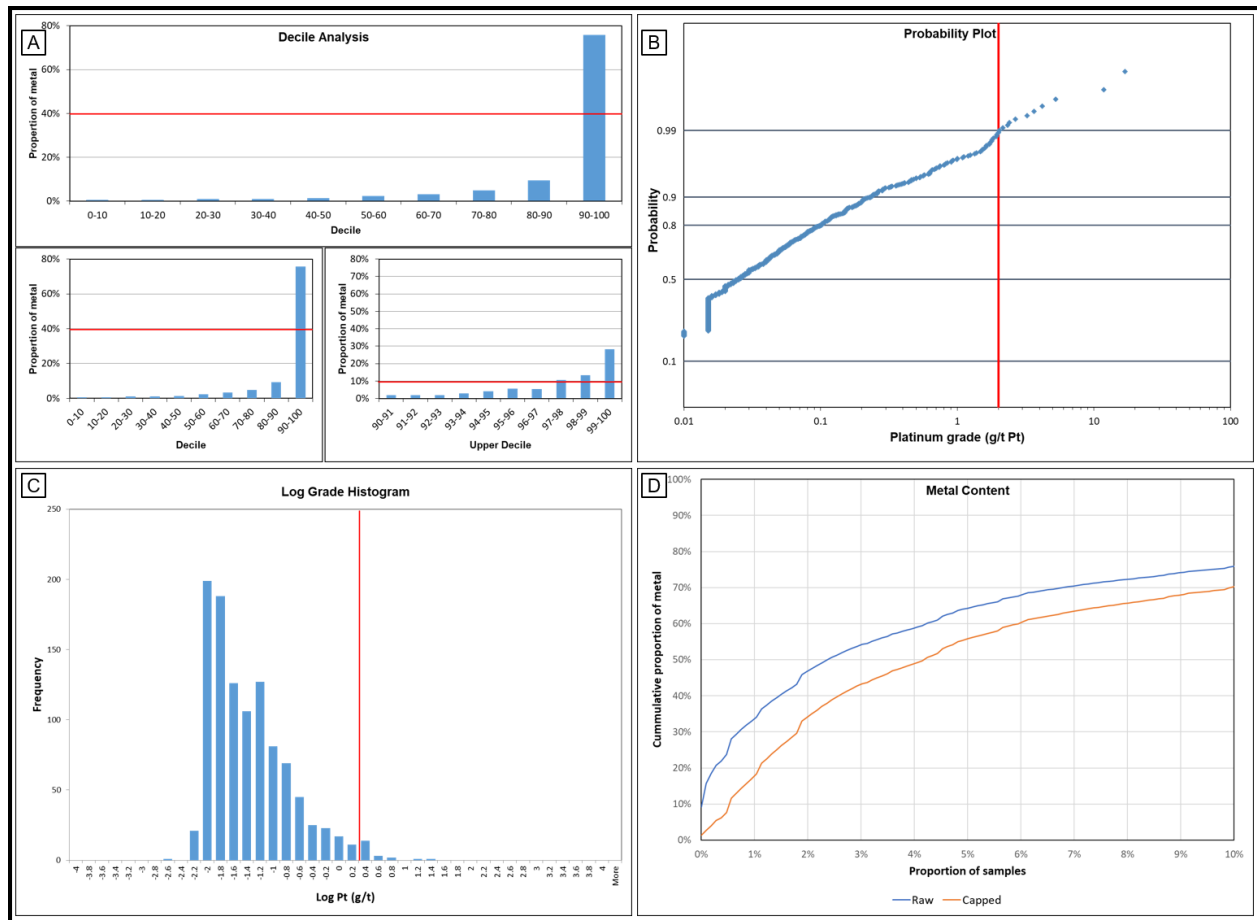 A
Decile Analysis
80%
60%
40%
20%
0%
Proportion of metal
0-10 10-20 20-30 30-40 40-50 50-60 60-70 70-80 80-90 90-100
Decile
80%
60%
40%
20%
0%
Proportion of metal
0-10 10-20 20-30 30-40 40-50 50-60 60-70 70-80 80-90 90-100
Decile
80%
70%
60%
50%
40%
30%
20%
10%
0%
Proportion of metal
90-91 91-92 92-93 93-94 94-95 95-96 96-97 97-98 98-99 99-100
Upper Decile
B
Probability Plot
0.99
0.9
0.8
0.5
0.1
Probability
0.01 0.1 1 10 100
Platinum grade (g/t Pt)
C
Log Grade Histogram
250
200
150
100
50
0
Frequency
-4 -3.8 -3.6 -3.4 -3.2 -3 -2.8 -2.6 -2.4 -2.2 -2 -1.8 -1.6 -1.4 -1.2 -1 -0.8 -0.6 -0.4 -0.2 0 0.2 0.4 0.6 0.8 1 1.2 1.4 1.6 1.8 2 2.2 2.4 2.6 2.8 3 3.2 3.4 3.6 3.8 4 More
Log Pt (g/t)
D
Metal Content
100%
90%
80%
70%
60%
50%
40%
30%
20%
10%
0%
Cummulative proportion of metal
0% 1% 2% 3% 4% 5% 6% 7% 8% 9% 10%
Proportion of samples
Raw Capped